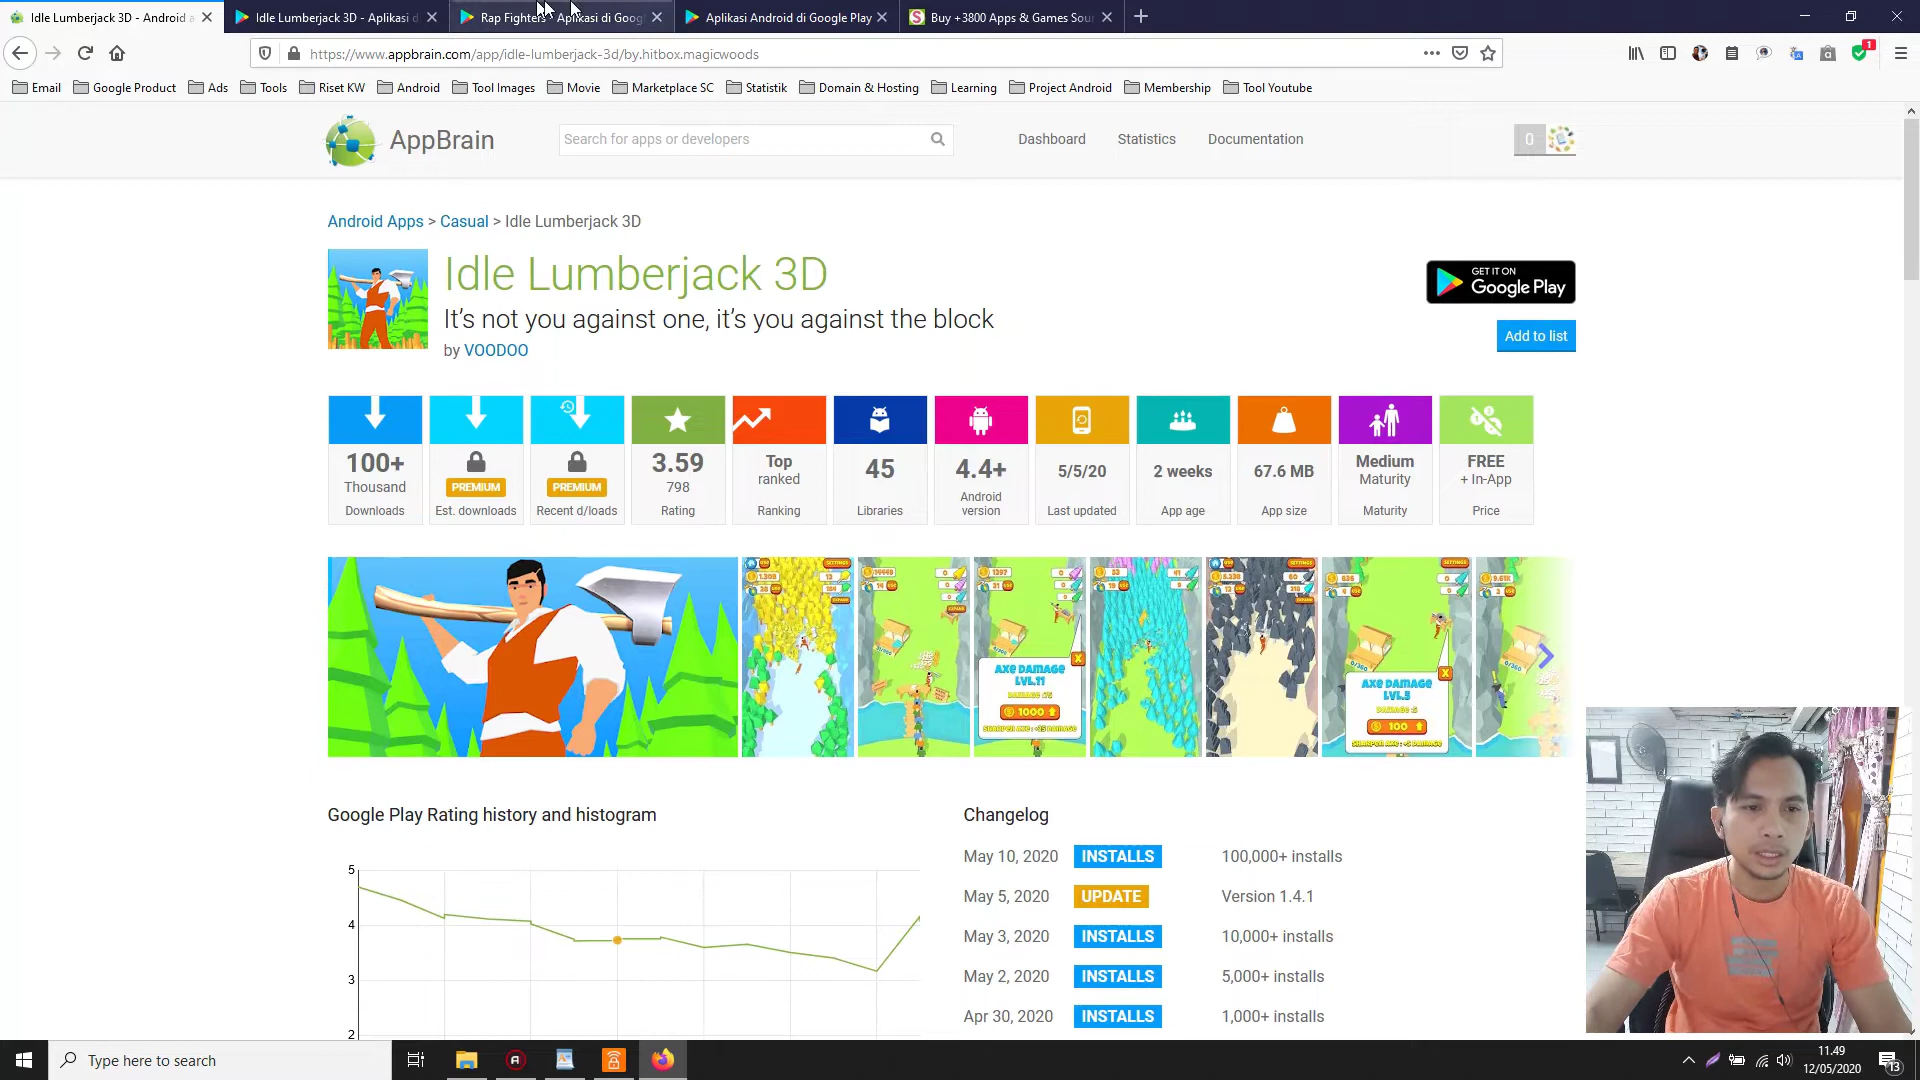 Idle Lumberjack 3D - Android a
Idle Lumberjack 3D - Aplikasi d
Rap Fighters - Aplikasi di Goog
Aplikasi Android di Google Play
Buy +3800 Apps & Games Sou
https://www.appbrain.com/app/idle-lumberjack-3d/by.hitbox.magicwoods
1
Email
Google Product
Ads
Tools
Riset KW
Android
Tool Images
Movie
Marketplace SC
Statistik
Domain & Hosting
Learning
Project Android
Membership
Tool Youtube
AppBrain
Search for apps or developers
Dashboard
Statistics
Documentation
0
Android Apps > Casual > Idle Lumberjack 3D
Idle Lumberjack 3D
It's not you against one, it's you against the block
by VOODOO
GET IT ON
Google Play
Add to list
100+
Thousand
Downloads
PREMIUM
Est. downloads
PREMIUM
Recent d/loads
3.59
798
Rating
Top
ranked
Ranking
45
Libraries
4.4+
Android
version
5/5/20
Last updated
2 weeks
App age
67.6 MB
App size
Medium
Maturity
Maturity
FREE
+ In-App
Price
AXE DAMAGE
LVL.11
1000
AXE DAMAGE
LVL.5
100
Google Play Rating history and histogram
5
4
3
2
Changelog
May 10, 2020 INSTALLS 100,000+ installs
May 5, 2020 UPDATE Version 1.4.1
May 3, 2020 INSTALLS 10,000+ installs
May 2, 2020 INSTALLS 5,000+ installs
Apr 30, 2020 INSTALLS 1,000+ installs
Type here to search
11.49
12/05/2020
13